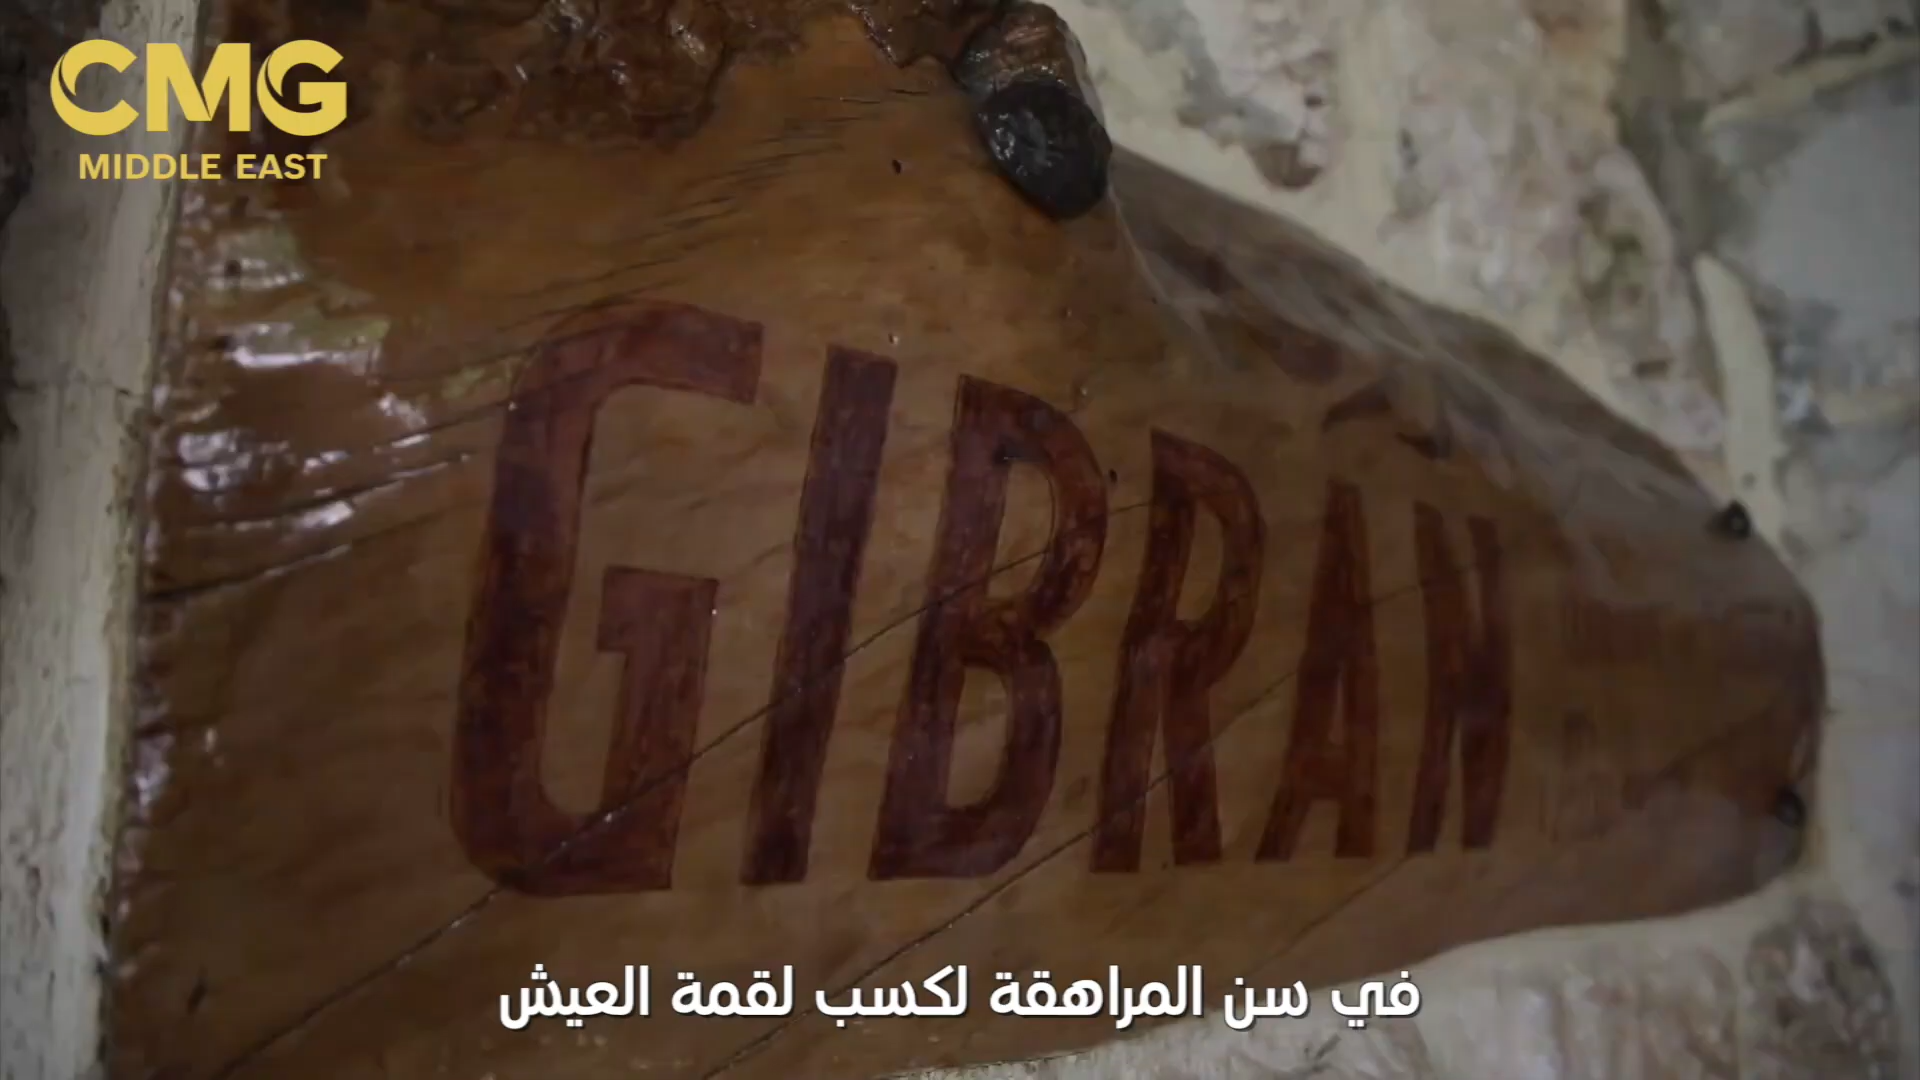 CMG
MIDDLE EAST
GIBRAN
في سن المراهقة لكسب لقمة العيش